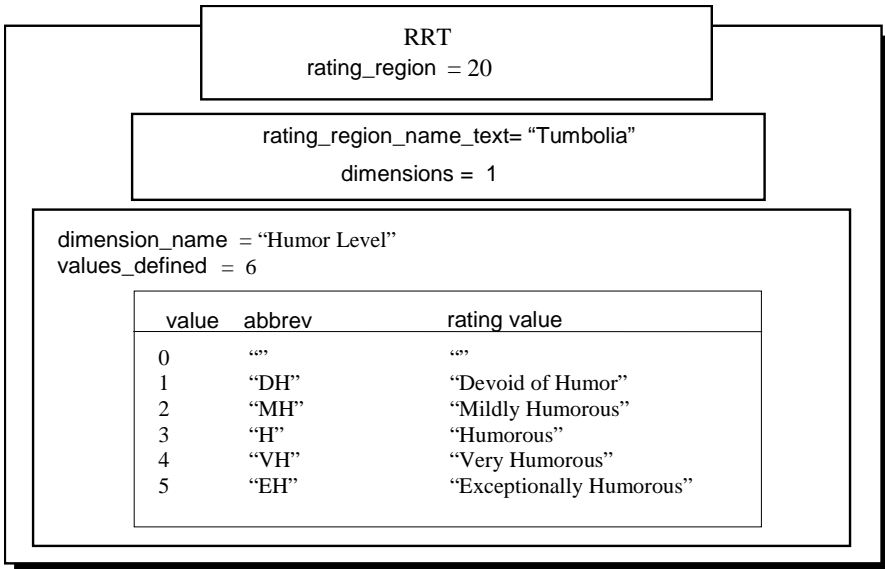 RRT
rating_region = 20
rating_region_name_text= “Tumbolia”
dimensions = 1
dimension_name = “Humor Level”
values_defined = 6
value abbrev rating value
0 “” “”
1 “DH” “Devoid of Humor”
2 “MH” “Mildly Humorous”
3 “H” “Humorous”
4 “VH” “Very Humorous”
5 “EH” “Exceptionally Humorous”